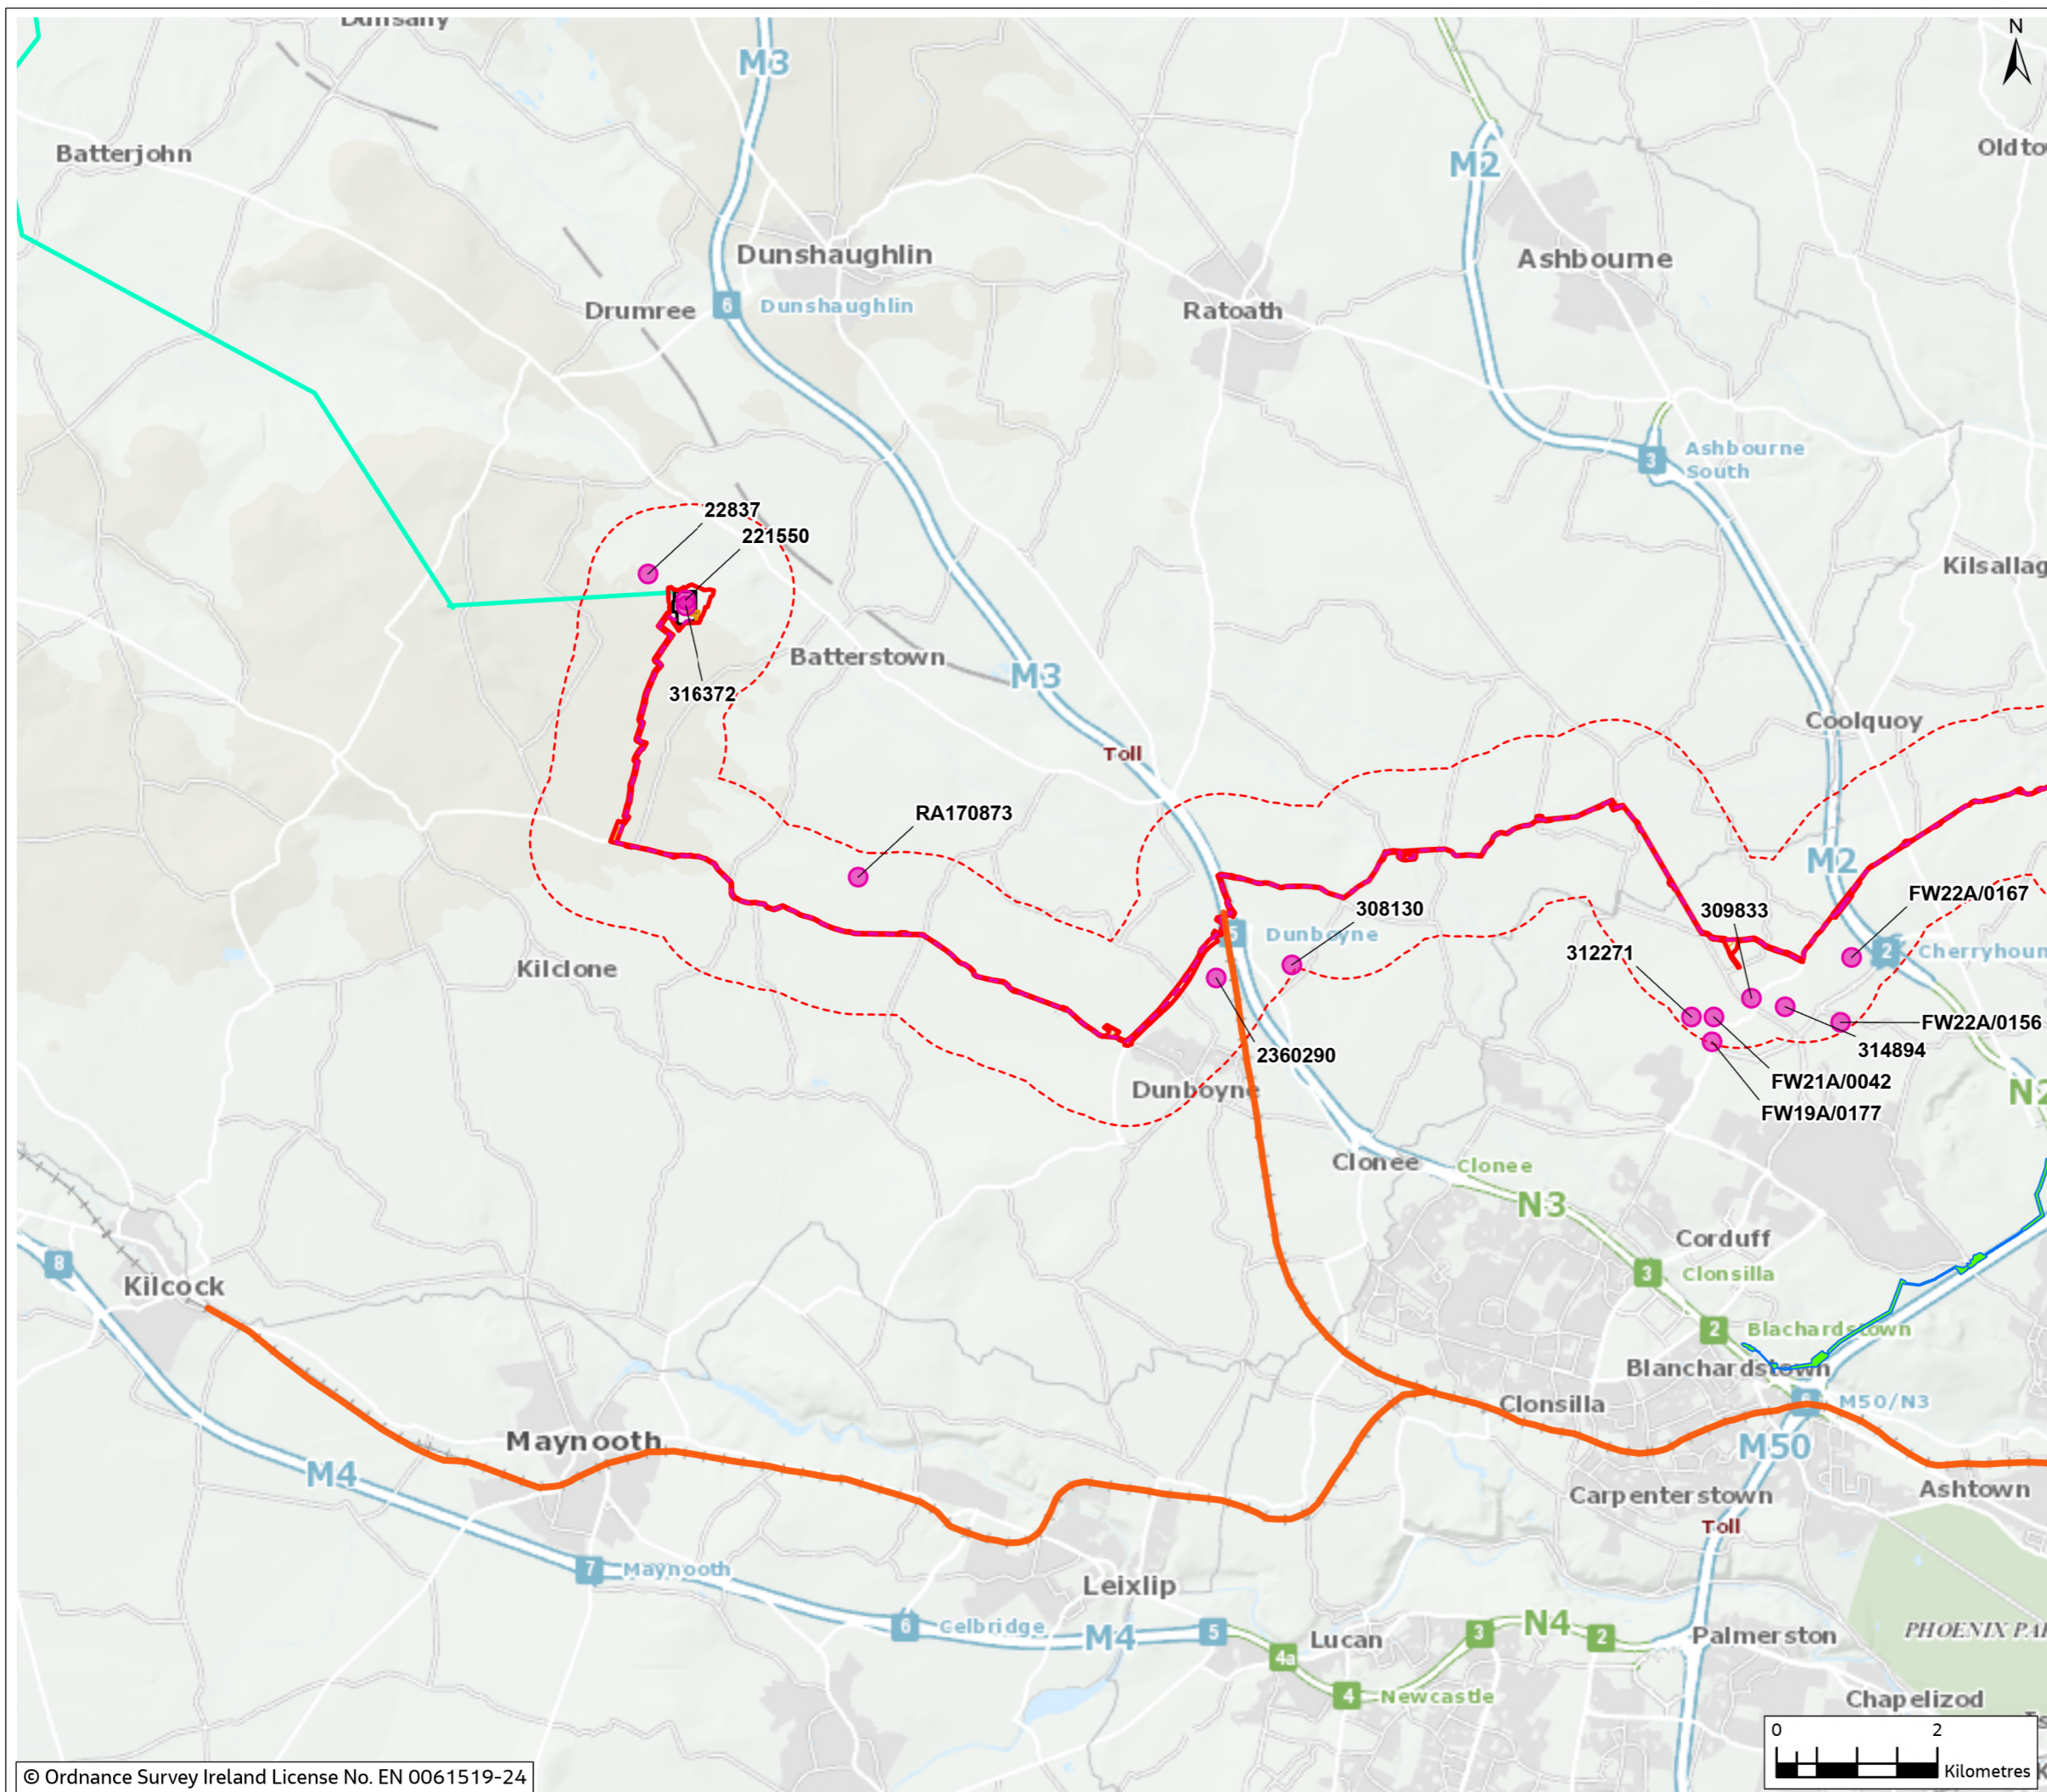 Dunsany
N
M3
Batterjohn
M2
Oldto
Dunshaughlin
Ashbourne
6
Dunshaughlin
Drumree
Ratoath
Ashbourne
South
3
22837
221550
Kilsallag
Batterstown
M3
316372
Coolquoy
Toll
RA170873
M2
FW22A/0167
308130
309833
5
Dunboyne
312271
2
Cherryhoun
Kilclone
FW22A/0156
2360290
314894
FW21A/0042
Dunboyne
N2
FW19A/0177
Clonee
Clonee
N3
Corduff
8
3
Clonsilla
Kilcock
2
Blachardstown
Blanchardstown
6
M50/N3
Clonsilla
Maynooth
M50
M4
Ashtown
Carpenterstown
Toll
7
Maynooth
Leixlip
6
Celbridge
M4
5
Lucan
3
N4
2
Palmerston
PHOENIX PA
4a
4
Newcastle
Chapelizod
0
2
Kilometres
© Ordnance Survey Ireland License No. EN 0061519-24